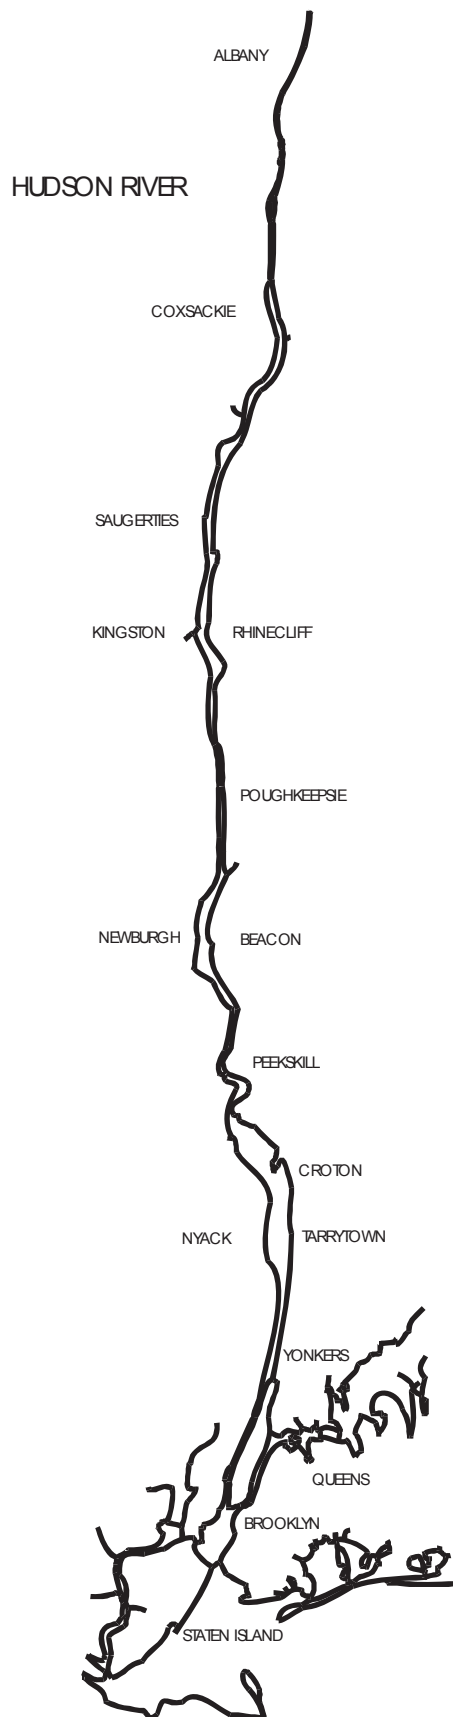 ALBANY
HUDSON RIVER
COXSACKIE
SAUGERTIES
KINGSTON
RHINECLIFF
POUGHKEEPSIE
NEWBURGH
BEACON
PEEKSKILL
CROTON
NYACK
TARRYTOWN
YONKERS
QUEENS
BROOKLYN
STATEN ISLAND